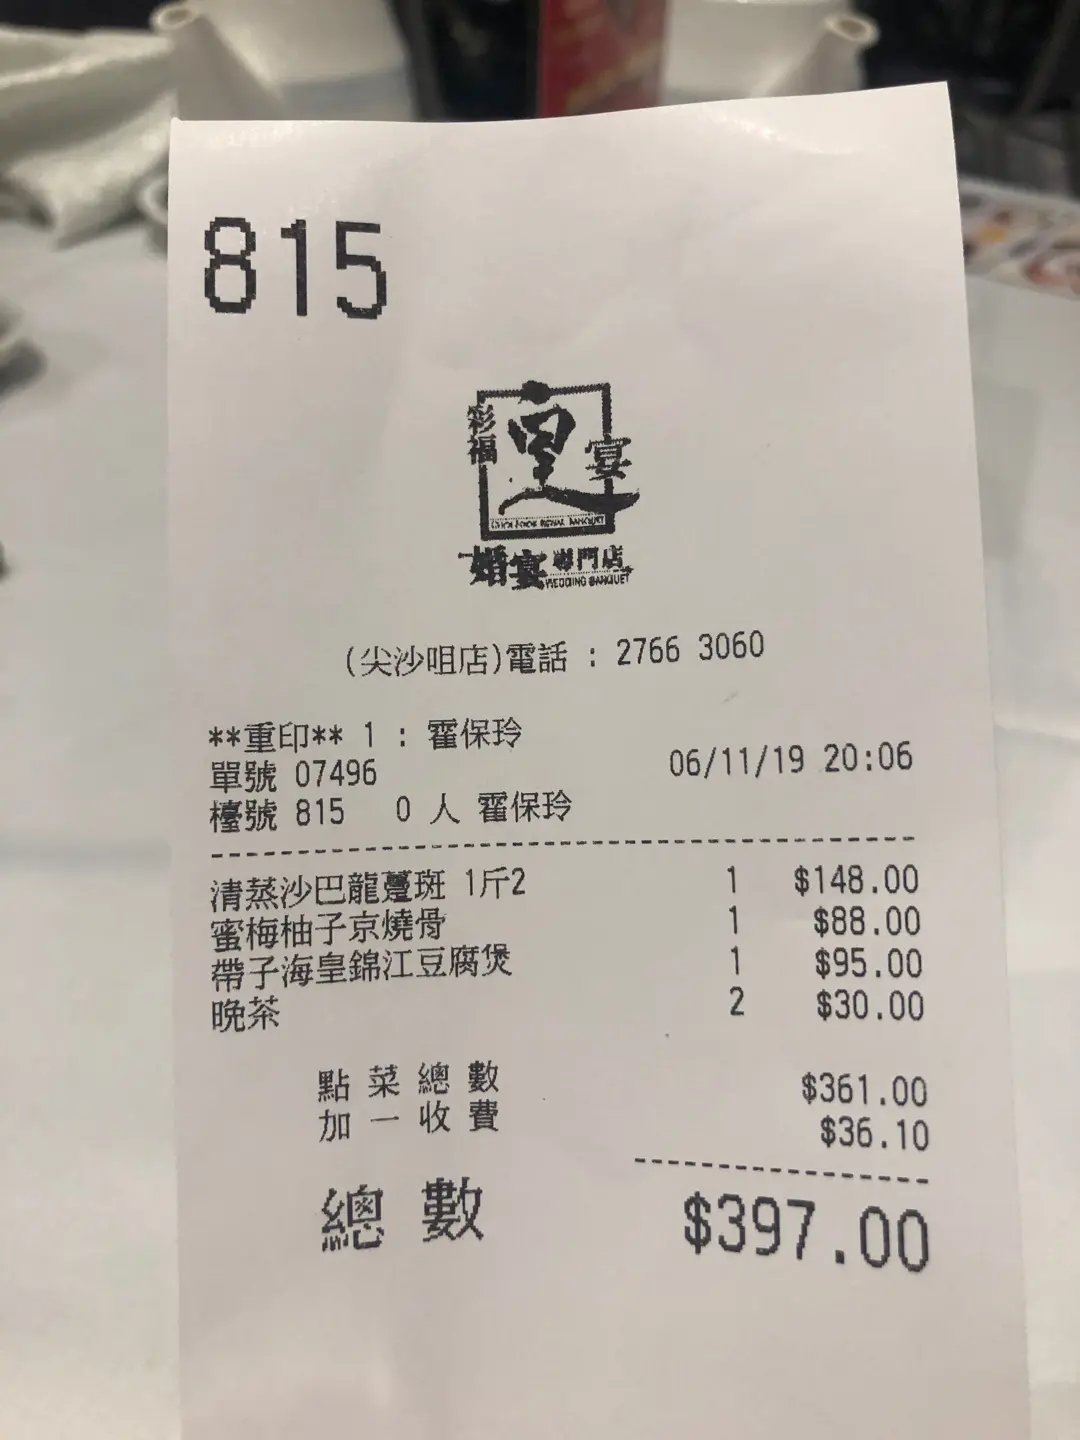 815
彩福
皇
宴
CHOI FOOK ROYAL BANQUET
婚宴專門店
WEDDING BANQUET
(尖沙咀店)電話 : 2766 3060
**重印** 1 : 霍保玲
單號 07496 06/11/19 20:06
檯號 815 0 人 霍保玲
清蒸沙巴龍躉斑 1斤2 1 $148.00
蜜梅柚子京燒骨 1 $88.00
帶子海皇錦江豆腐煲 1 $95.00
晚茶 2 $30.00
點菜總數 $361.00
加一收費 $36.10
總數 $397.00